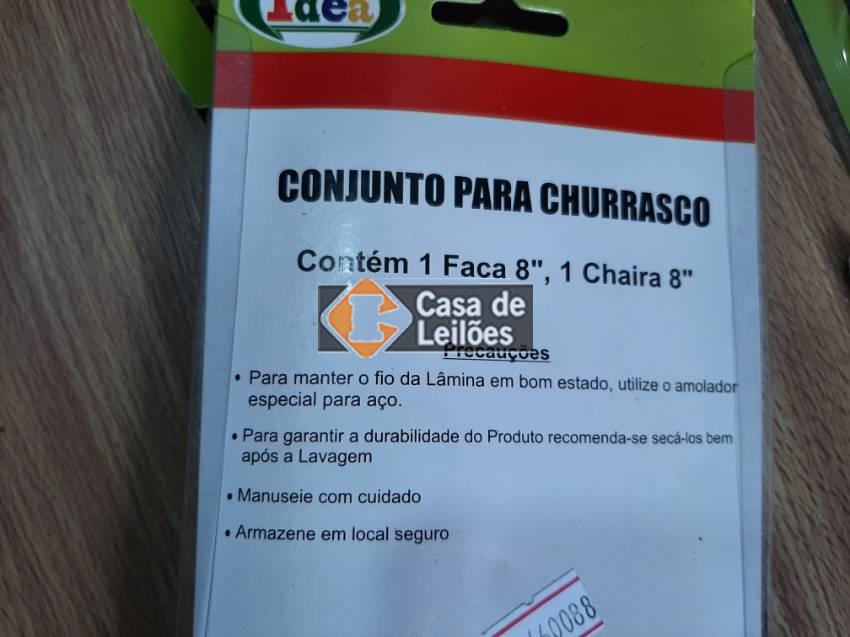 Idea
CONJUNTO PARA CHURRASCO
Contém 1 Faca 8", 1 Chaira 8"
Casa de
Leilões
Precauções
• Para manter o fio da Lâmina em bom estado, utilize o amolador
especial para aço.
• Para garantir a durabilidade do Produto recomenda-se secá-los bem
após a Lavagem
• Manuseie com cuidado
• Armazene em local seguro
60088